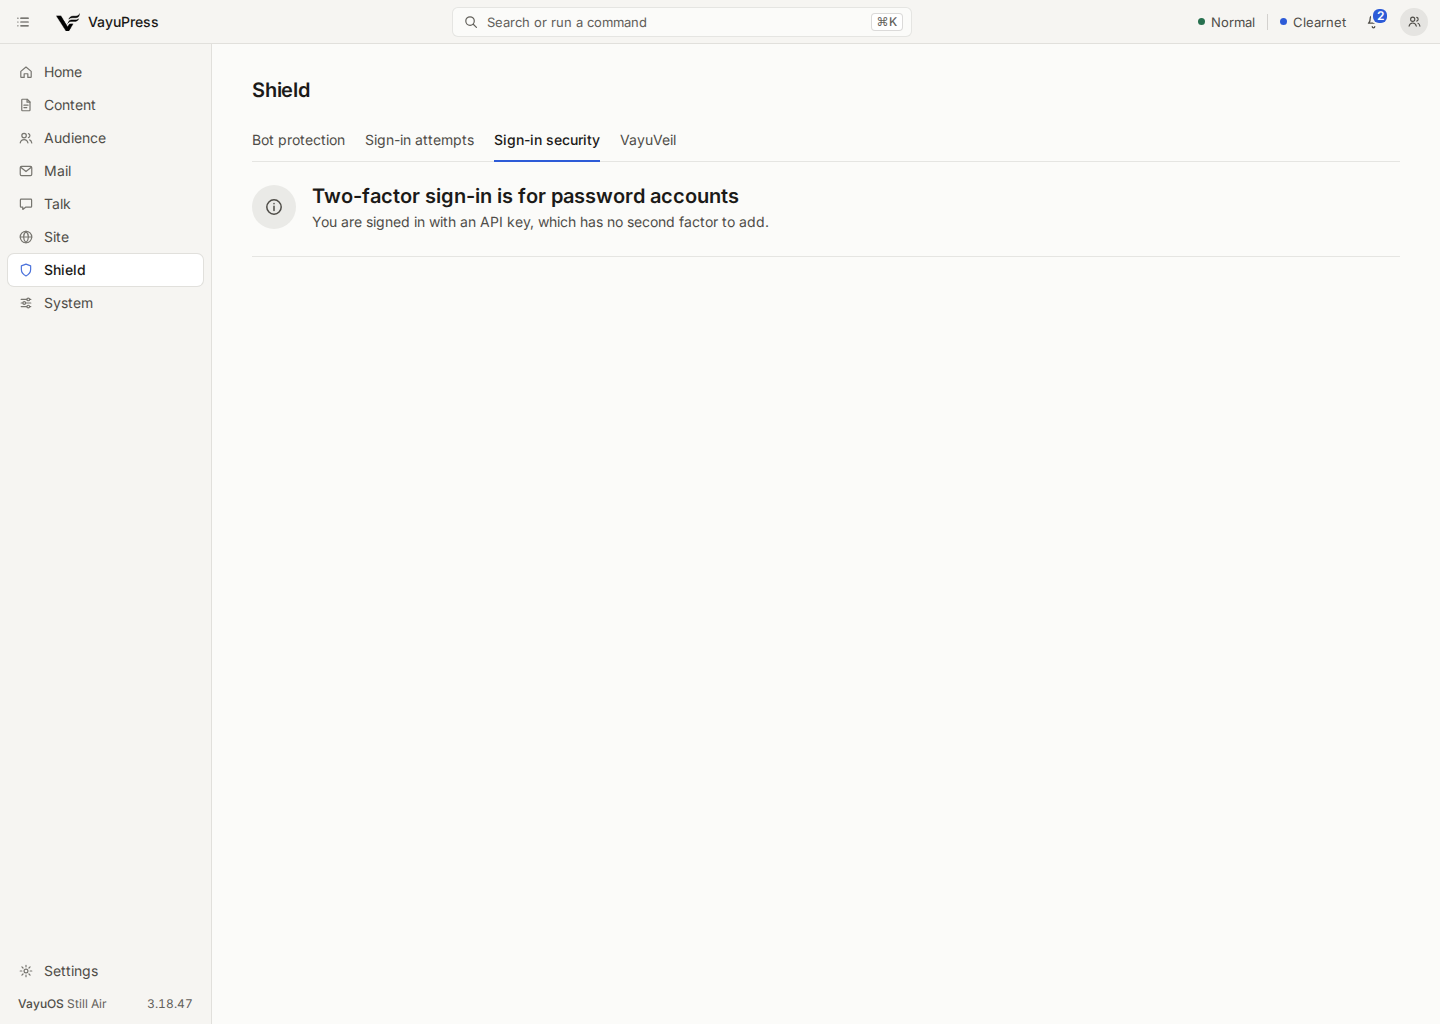 VayuPress
Search or run a command
⌘K
Normal
Clearnet
2
Home
Content
Audience
Mail
Talk
Site
Shield
System
Shield
Bot protection
Sign-in attempts
Sign-in security
VayuVeil
Two-factor sign-in is for password accounts
You are signed in with an API key, which has no second factor to add.
Settings
VayuOS Still Air
3.18.47